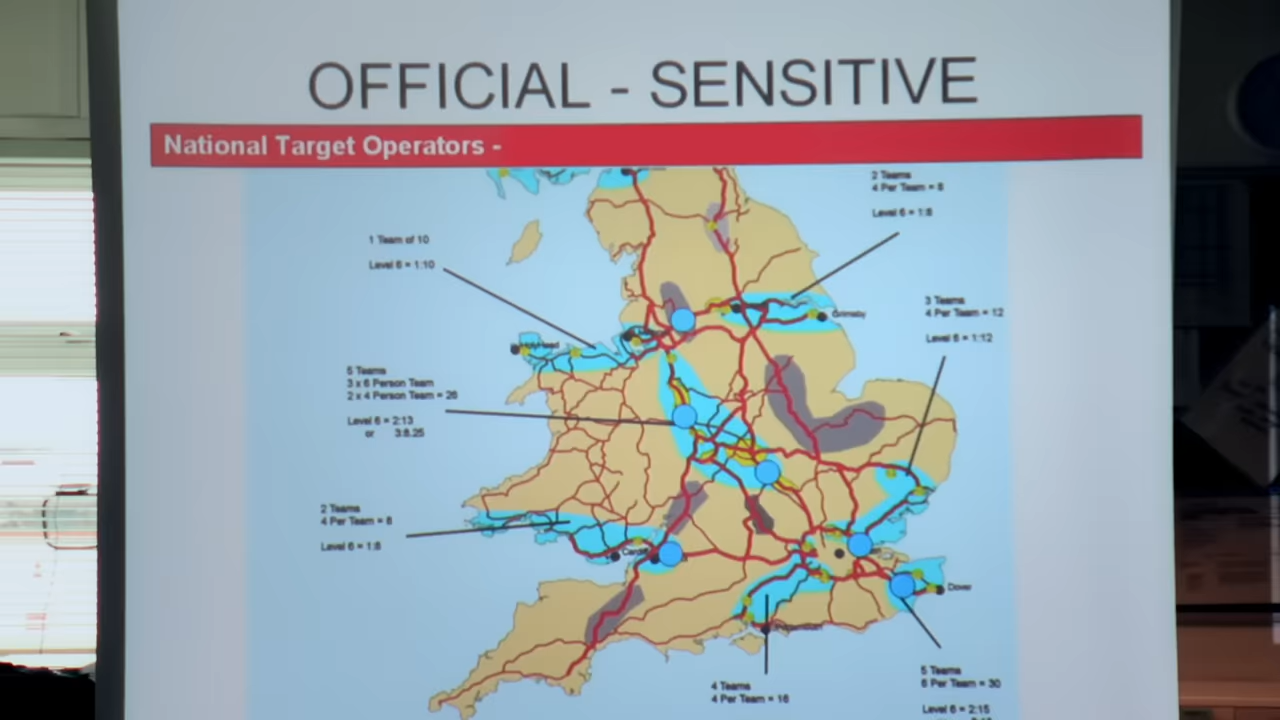 OFFICIAL - SENSITIVE
National Target Operators -
2 Teams
4 Per Team = 8
Level 6 = 1:8
1 Team of 10
Level 6 = 1:10
3 Teams
4 Per Team = 12
Level 6 = 1:12
Grimsby
5 Teams
3 x 6 Person Team
2 x 4 Person Team = 26
Level 6 = 2:13
or 3:8.25
2 Teams
4 Per Team = 8
Level 6 = 1:8
Dover
5 Teams
6 Per Team = 30
Level 6 = 2:15
4 Teams
4 Per Team = 16